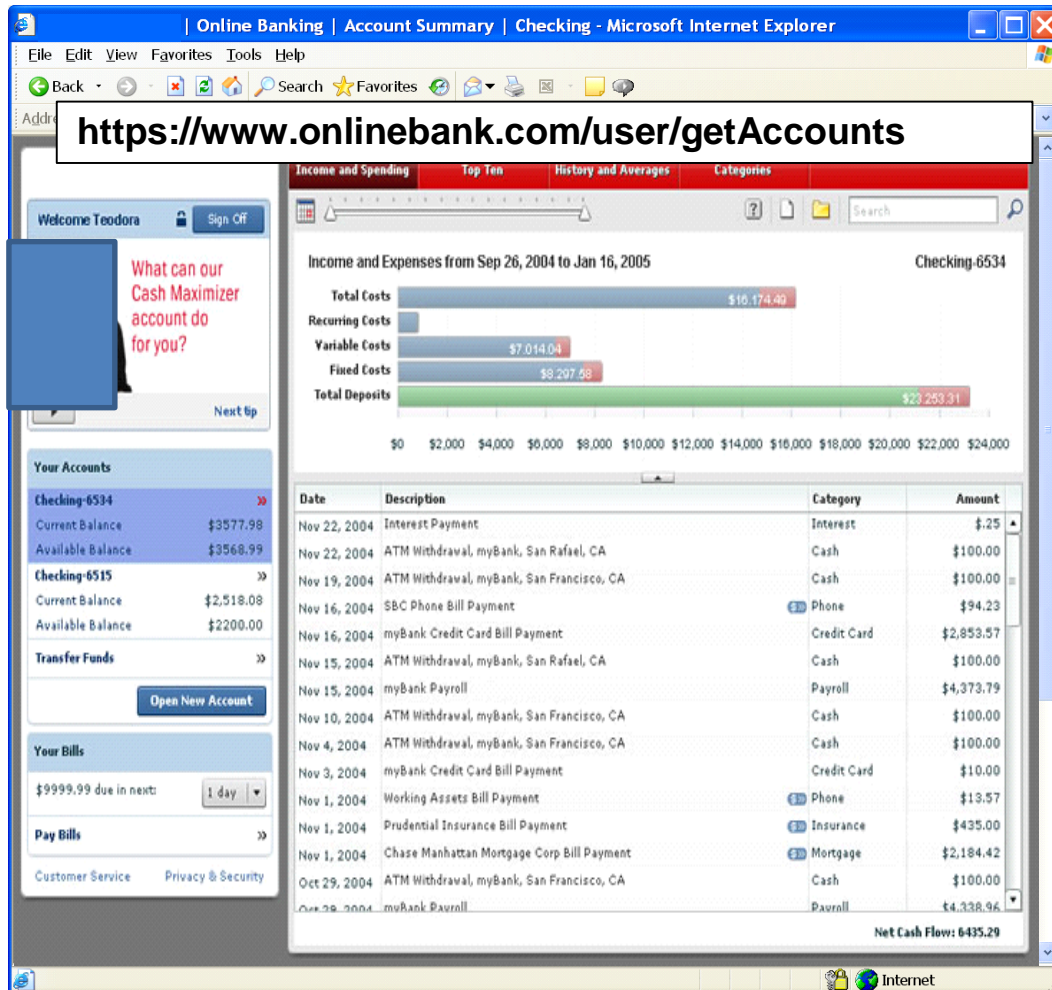 | Online Banking | Account Summary | Checking - Microsoft Internet Explorer
File Edit View Favorites Tools Help
Back Search Favorites
https://www.onlinebank.com/user/getAccounts
Income and Spending Top Ten History and Averages Categories
Welcome Teodora Sign Off
Search
What can our
Cash Maximizer
account do
for you?
Next tip
Income and Expenses from Sep 26, 2004 to Jan 16, 2005 Checking-6534
Total Costs $16,174.49
Recurring Costs
Variable Costs $7,014.04
Fixed Costs $8,297.58
Total Deposits $23,253.31
$0 $2,000 $4,000 $6,000 $8,000 $10,000 $12,000 $14,000 $16,000 $18,000 $20,000 $22,000 $24,000
Your Accounts
Checking-6534 »
Current Balance $3577.98
Available Balance $3568.99
Checking-6515 »
Current Balance $2,518.08
Available Balance $2200.00
Transfer Funds »
Open New Account
Your Bills
$9999.99 due in next: 1 day
Pay Bills »
Customer Service Privacy & Security
Date Description Category Amount
Nov 22, 2004 Interest Payment Interest $.25
Nov 22, 2004 ATM Withdrawal, myBank, San Rafael, CA Cash $100.00
Nov 19, 2004 ATM Withdrawal, myBank, San Francisco, CA Cash $100.00
Nov 16, 2004 SBC Phone Bill Payment Phone $94.23
Nov 16, 2004 myBank Credit Card Bill Payment Credit Card $2,853.57
Nov 15, 2004 ATM Withdrawal, myBank, San Rafael, CA Cash $100.00
Nov 15, 2004 myBank Payroll Payroll $4,373.79
Nov 10, 2004 ATM Withdrawal, myBank, San Francisco, CA Cash $100.00
Nov 4, 2004 ATM Withdrawal, myBank, San Francisco, CA Cash $100.00
Nov 3, 2004 myBank Credit Card Bill Payment Credit Card $10.00
Nov 1, 2004 Working Assets Bill Payment Phone $13.57
Nov 1, 2004 Prudential Insurance Bill Payment Insurance $435.00
Nov 1, 2004 Chase Manhattan Mortgage Corp Bill Payment Mortgage $2,184.42
Oct 29, 2004 ATM Withdrawal, myBank, San Francisco, CA Cash $100.00
Oct 29, 2004 myBank Payroll Payroll $4,338.96
Net Cash Flow: 6435.29
Internet